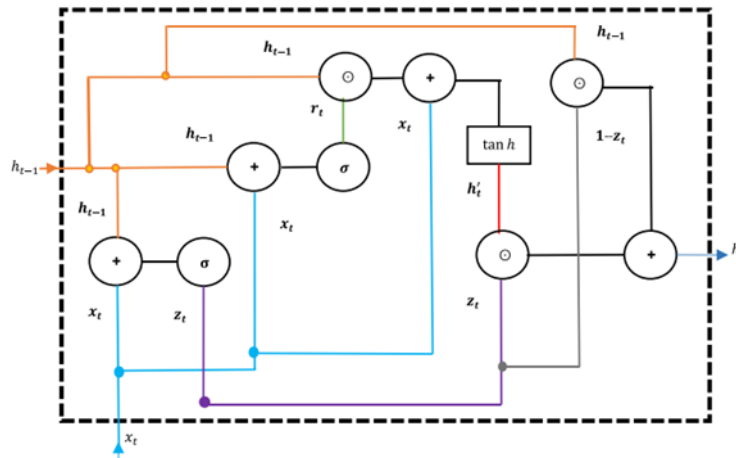 h_{t-1}
h_{t-1}
⊙
⊙
+
r_t
x_t
tan h
1-z_t
h_{t-1}
h_{t-1}
+
σ
h'_t
h_{t-1}
x_t
+
σ
⊙
+
h
x_t
z_t
z_t
x_t